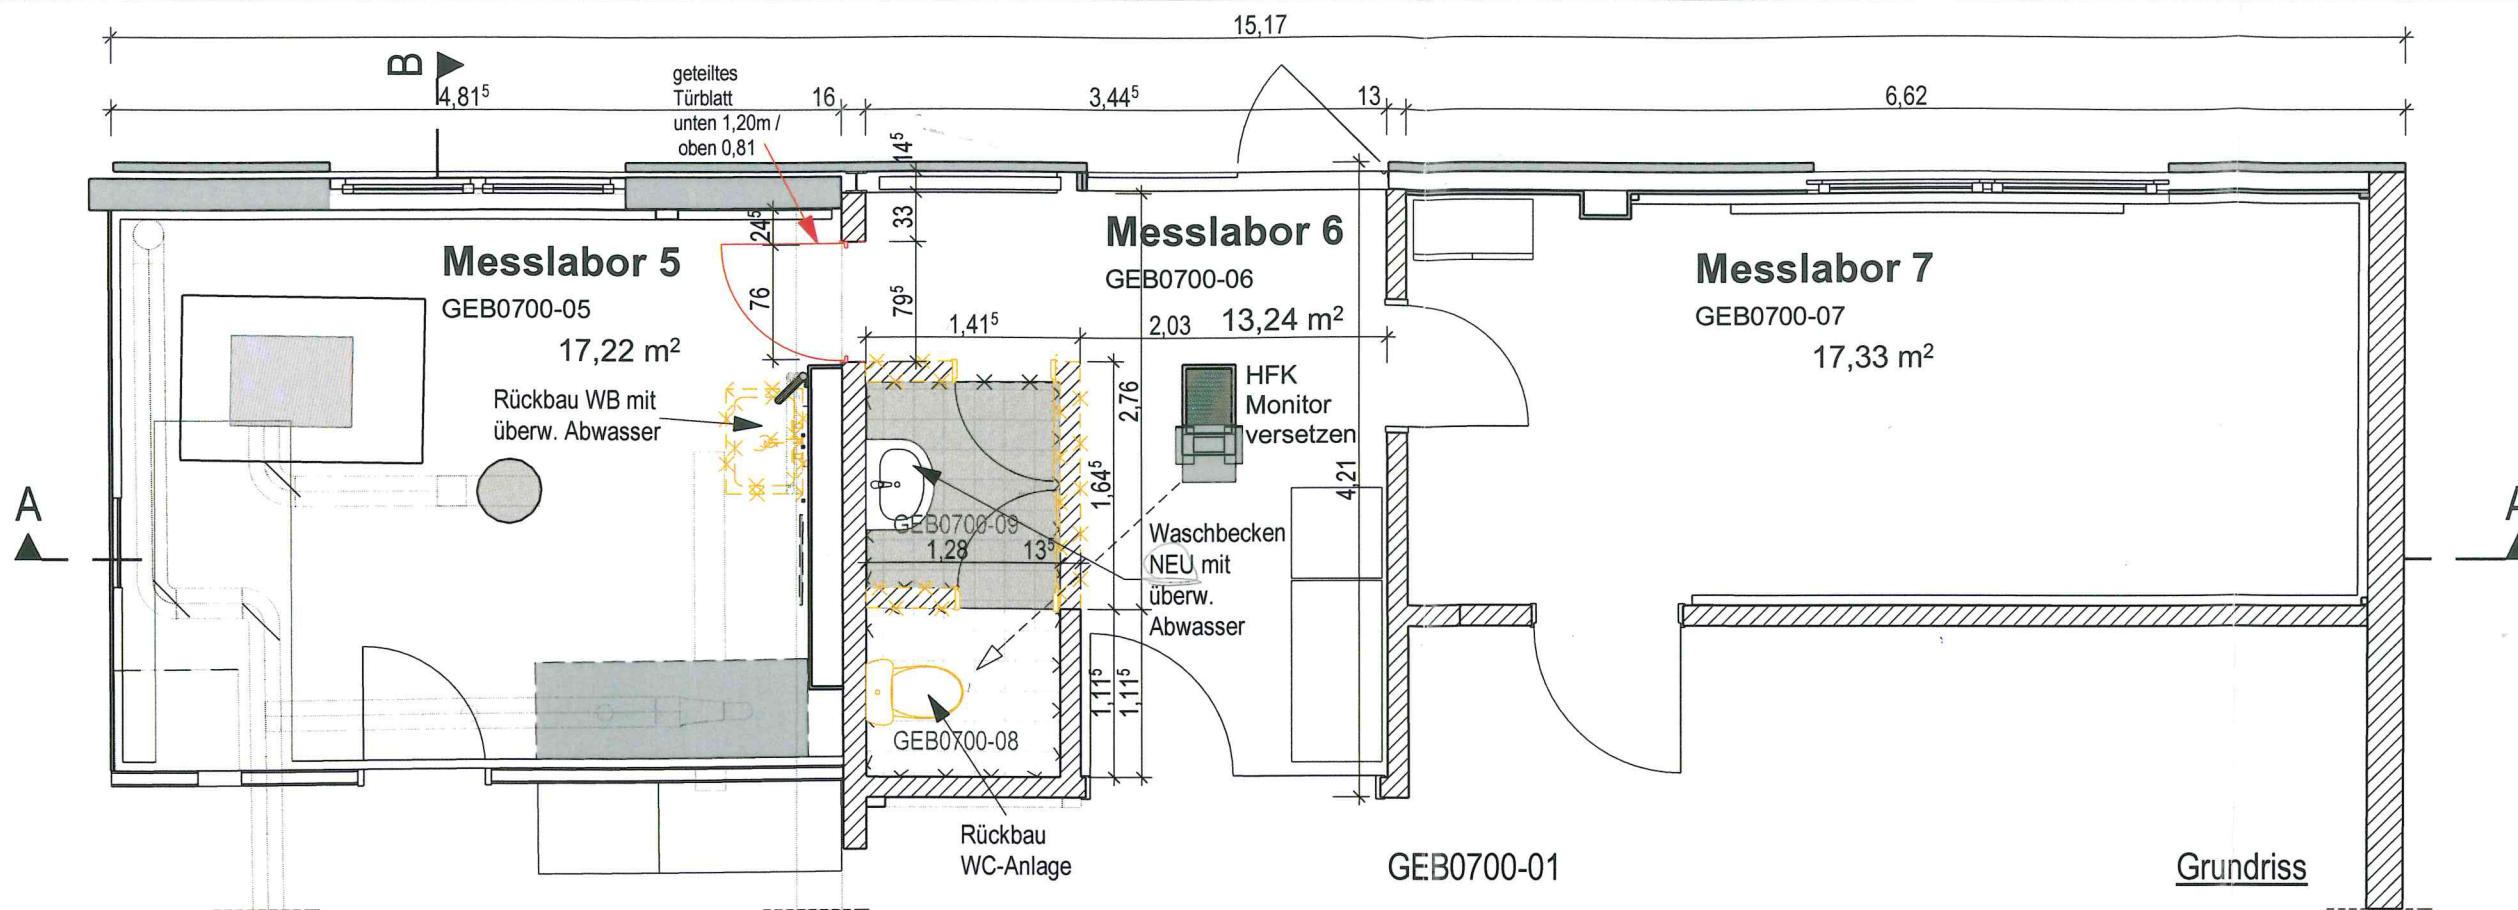 15,17
B
4,81⁵
16
3,44⁵
13
6,62
geteiltes
Türblatt
unten 1,20m /
oben 0,81
14⁵
33
24⁵
76
79⁵
Messlabor 5
GEB0700-05
17,22 m²
Messlabor 6
GEB0700-06
13,24 m²
Messlabor 7
GEB0700-07
17,33 m²
1,41⁵
2,03
Rückbau WB mit
überw. Abwasser
HFK
Monitor
versetzen
2,76
1,64⁵
4,21
A
A
GEB0700-09
1,28
13⁵
Waschbecken
NEU mit
überw.
Abwasser
1,11⁵
1,11⁵
GEB0700-08
Rückbau
WC-Anlage
GEB0700-01
Grundriss